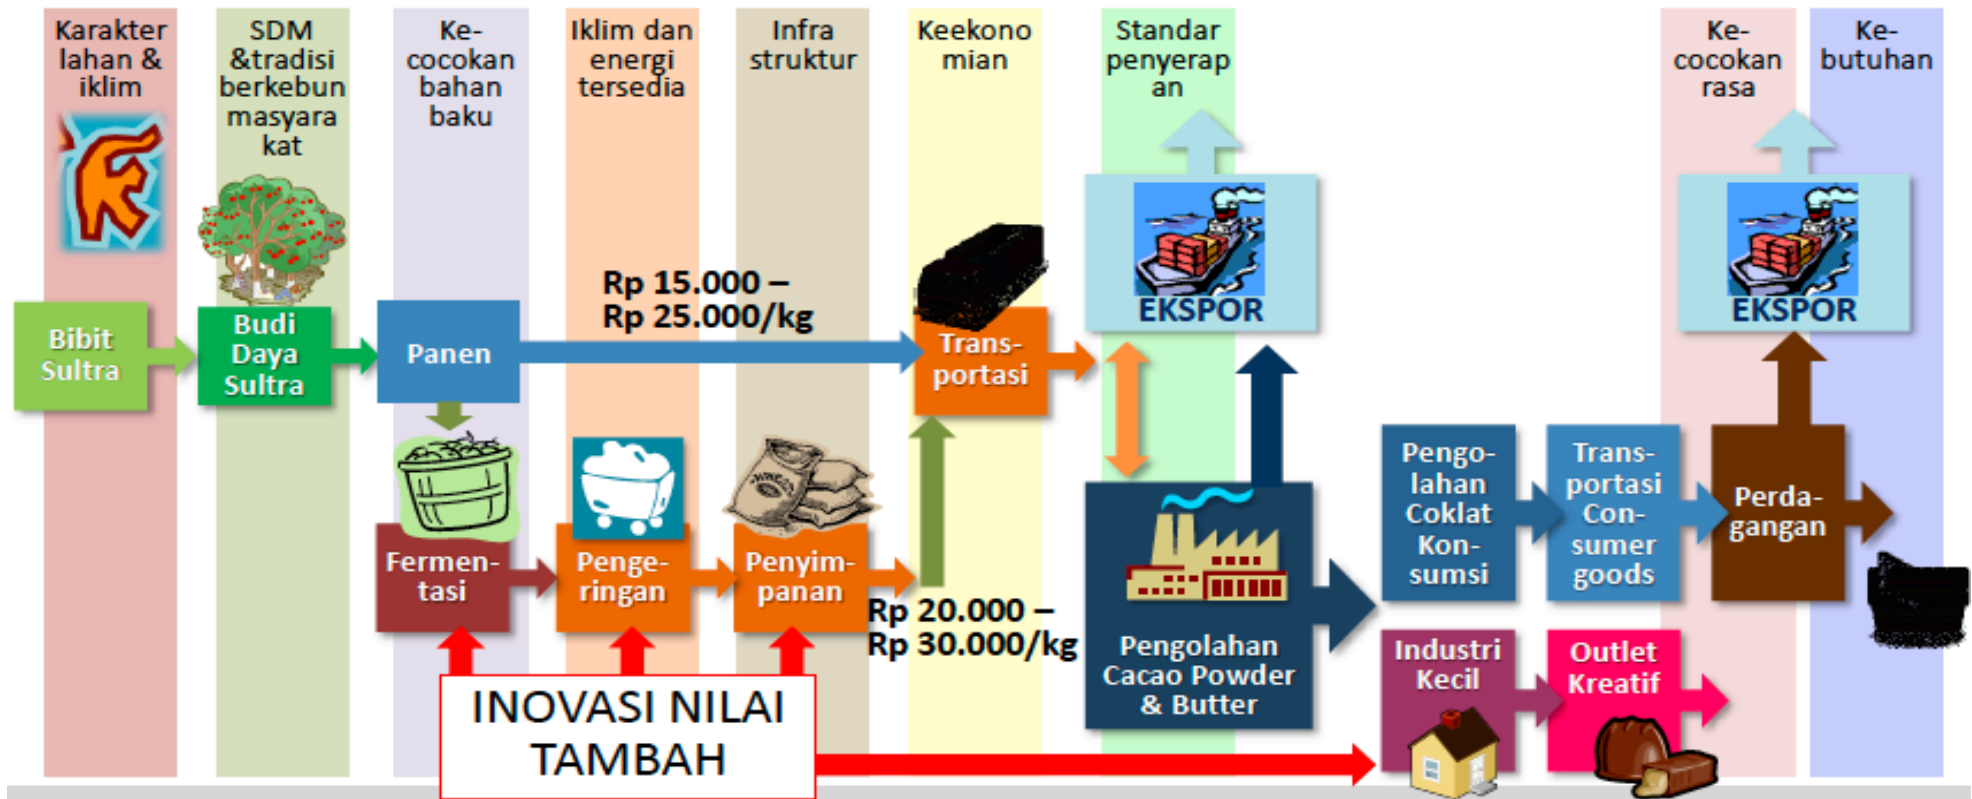 Karakter
lahan &
iklim
SDM
&tradisi
berkebun
masyara
kat
Ke-
cocokan
bahan
baku
Iklim dan
energi
tersedia
Infra
struktur
Keekono
mian
Standar
penyerap
an
Ke-
cocokan
rasa
Ke-
butuhan
Bibit
Sultra
Budi
Daya
Sultra
Panen
Rp 15.000 –
Rp 25.000/kg
Trans-
portasi
EKSPOR
EKSPOR
Fermen-
tasi
Penge-
ringan
Penyim-
panan
Rp 20.000 –
Rp 30.000/kg
Pengolahan
Cacao Powder
& Butter
Pengo-
lahan
Coklat
Kon-
sumsi
Trans-
portasi
Con-
sumer
goods
Perda-
gangan
Industri
Kecil
Outlet
Kreatif
INOVASI NILAI
TAMBAH